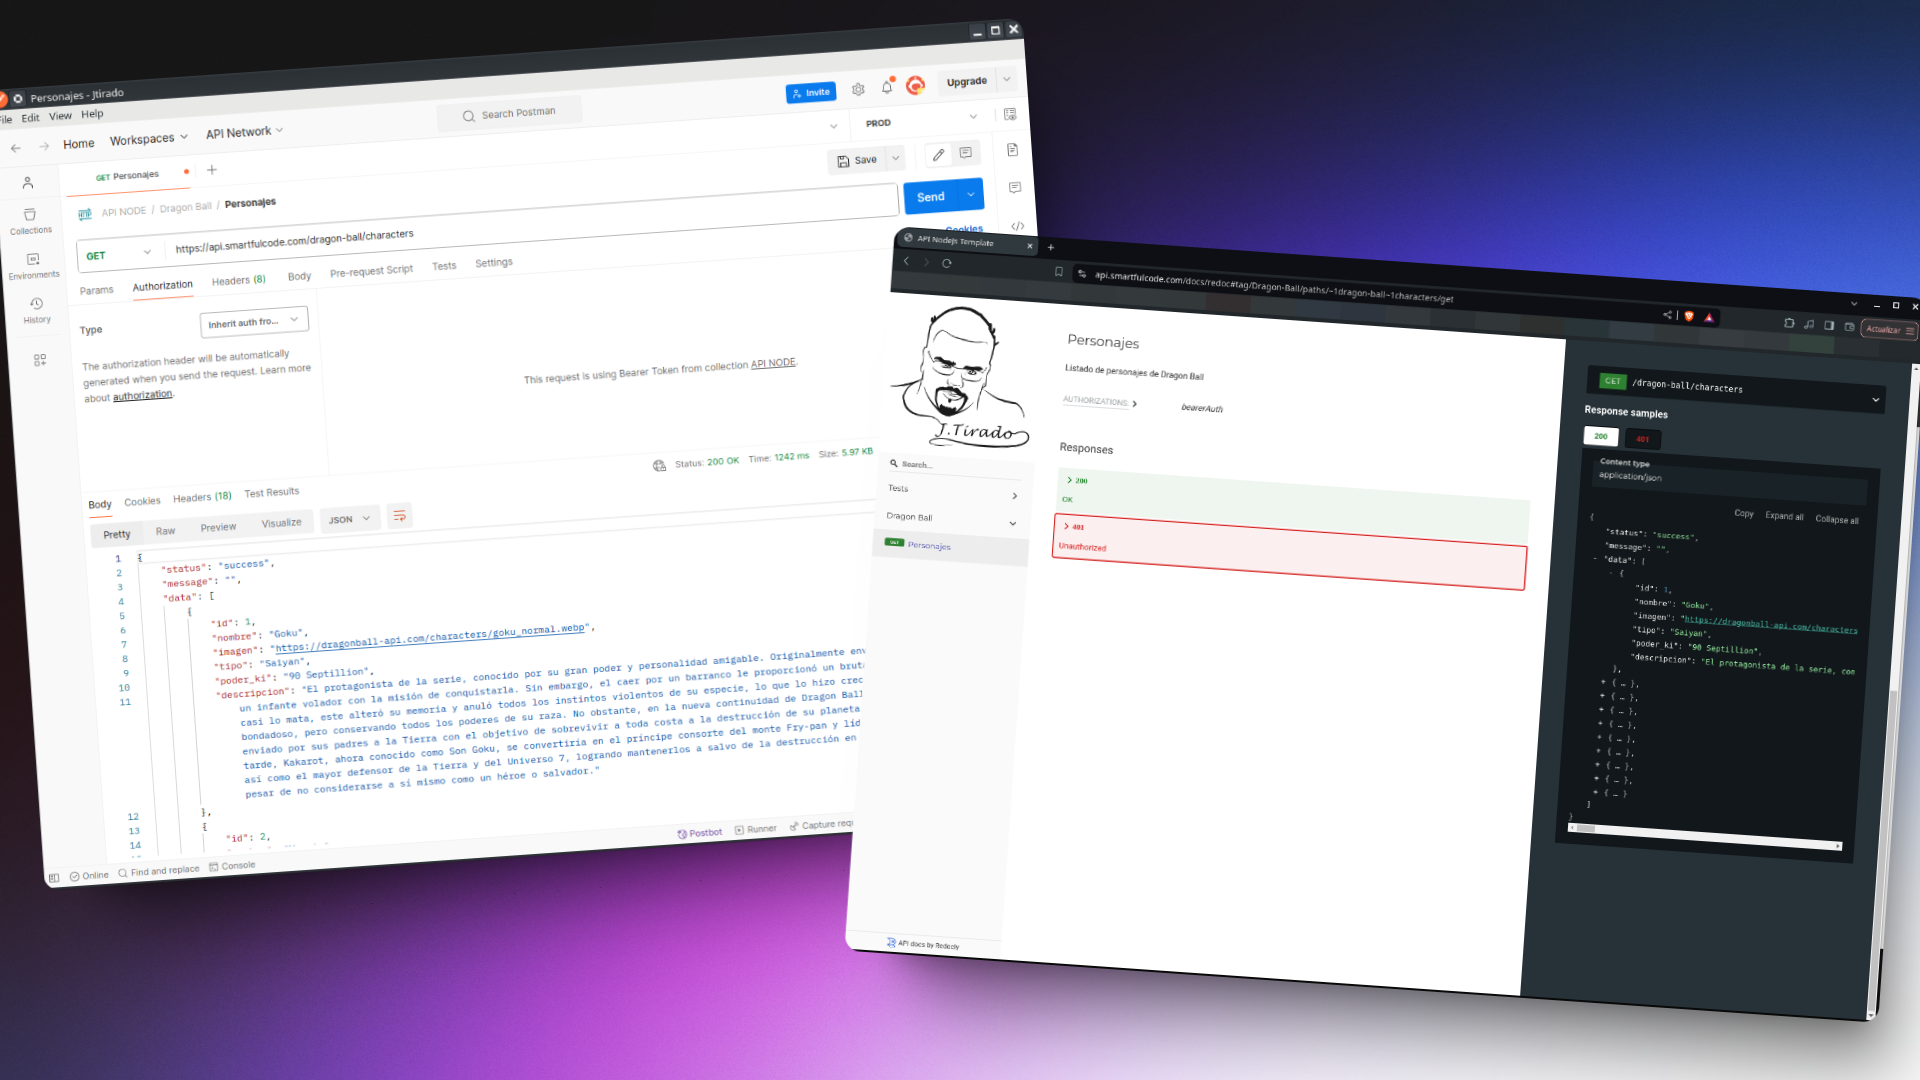 Personajes - Jtirado
File Edit View Help
Home Workspaces API Network
Search Postman
Invite
Upgrade
GET Personajes
PROD
API NODE / Dragon Ball / Personajes
Save
GET https://api.smartfulcode.com/dragon-ball/characters
Send
Cookies
Params Authorization Headers (8) Body Pre-request Script Tests Settings
Collections
Environments
History
Type
Inherit auth fro...
The authorization header will be automatically
generated when you send the request. Learn more
about authorization.
This request is using Bearer Token from collection API NODE.
Status: 200 OK Time: 1242 ms Size: 5.97 KB
Body Cookies Headers (18) Test Results
Pretty Raw Preview Visualize JSON
1 {
2 "status": "success",
3 "message": "",
4 "data": [
5 {
6 "id": 1,
7 "nombre": "Goku",
8 "imagen": "https://dragonball-api.com/characters/goku_normal.webp",
9 "tipo": "Saiyan",
10 "poder_ki": "90 Septillion",
11 "descripcion": "El protagonista de la serie, conocido por su gran poder y personalidad amigable. Originalmente env
un infante volador con la misión de conquistarla. Sin embargo, el caer por un barranco le proporcionó un brut
casi lo mata, este alteró su memoria y anuló todos los instintos violentos de su especie, lo que lo hizo crec
bondadoso, pero conservando todos los poderes de su raza. No obstante, en la nueva continuidad de Dragon Ball
enviado por sus padres a la Tierra con el objetivo de sobrevivir a toda costa a la destrucción de su planeta
tarde, Kakarot, ahora conocido como Son Goku, se convertiría en el príncipe consorte del monte Fry-pan y líd
así como el mayor defensor de la Tierra y del Universo 7, logrando mantenerlos a salvo de la destrucción en
pesar de no considerarse a sí mismo como un héroe o salvador."
12 },
13 {
14 "id": 2,
Postbot Runner Capture requ
Online Find and replace Console
API NodeJs Template
api.smartfulcode.com/docs/redoc#tag/Dragon-Ball/paths/~1dragon-ball~1characters/get
Actualizar
J.Tirado
Search...
Tests
Dragon Ball
GET Personajes
API docs by Redocly
Personajes
Listado de personajes de Dragon Ball
AUTHORIZATIONS: bearerAuth
Responses
200
OK
401
Unauthorized
GET /dragon-ball/characters
Response samples
200 401
Content type
application/json
Copy Expand all Collapse all
{
"status": "success",
"message": "",
- "data": [
- {
"id": 1,
"nombre": "Goku",
"imagen": "https://dragonball-api.com/characters
"tipo": "Saiyan",
"poder_ki": "90 Septillion",
"descripcion": "El protagonista de la serie, con
},
+ { … },
+ { … },
+ { … },
+ { … },
+ { … },
+ { … },
+ { … },
+ { … },
+ { … }
]
}